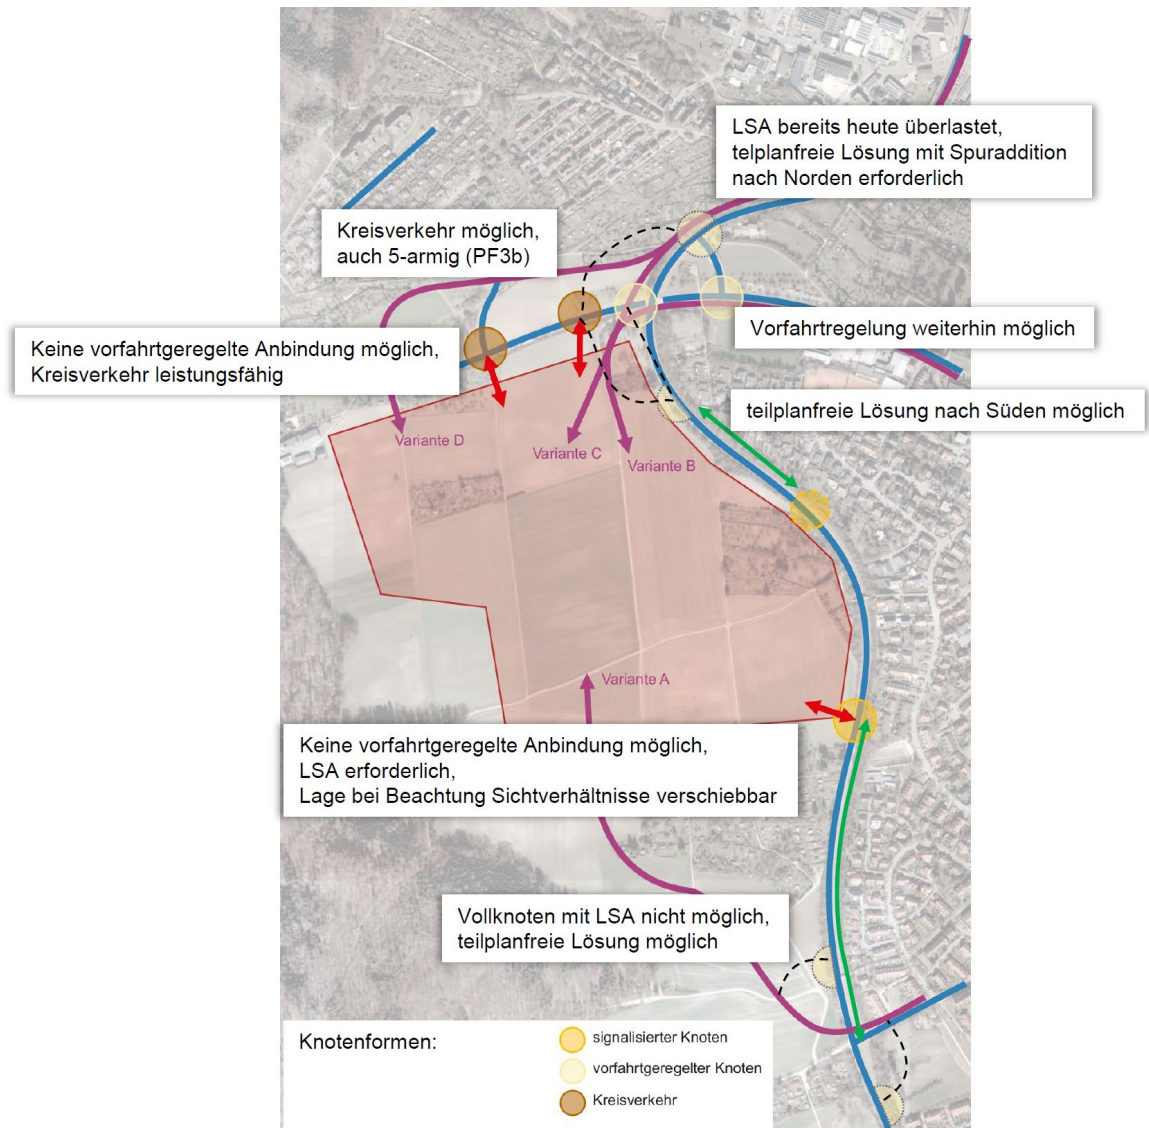 LSA bereits heute überlastet,
telplanfreie Lösung mit Spuraddition
nach Norden erforderlich
Kreisverkehr möglich,
auch 5-armig (PF3b)
Vorfahrtregelung weiterhin möglich
Keine vorfahrtgeregelte Anbindung möglich,
Kreisverkehr leistungsfähig
teilplanfreie Lösung nach Süden möglich
Variante D
Variante C
Variante B
Variante A
Keine vorfahrtgeregelte Anbindung möglich,
LSA erforderlich,
Lage bei Beachtung Sichtverhältnisse verschiebbar
Vollknoten mit LSA nicht möglich,
teilplanfreie Lösung möglich
Knotenformen:
signalisierter Knoten
vorfahrtgeregelter Knoten
Kreisverkehr